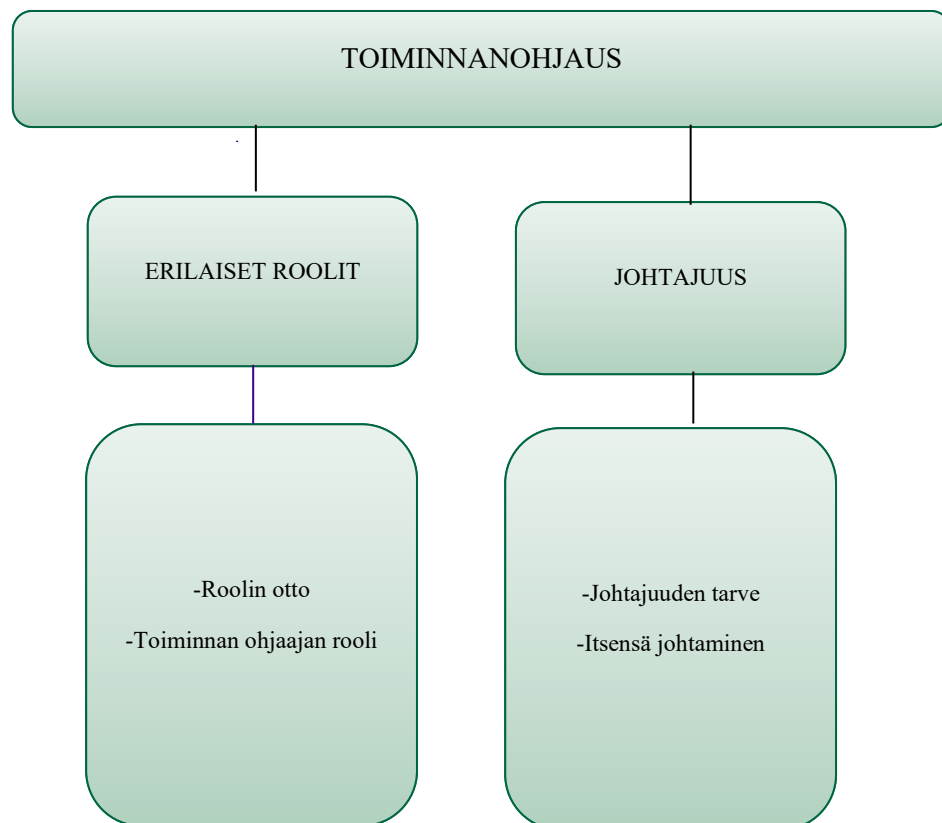 TOIMINNANOHJAUS
ERILAISET ROOLIT
JOHTAJUUS
-Roolin otto
-Toiminnan ohjaajan rooli
-Johtajuuden tarve
-Itsensä johtaminen